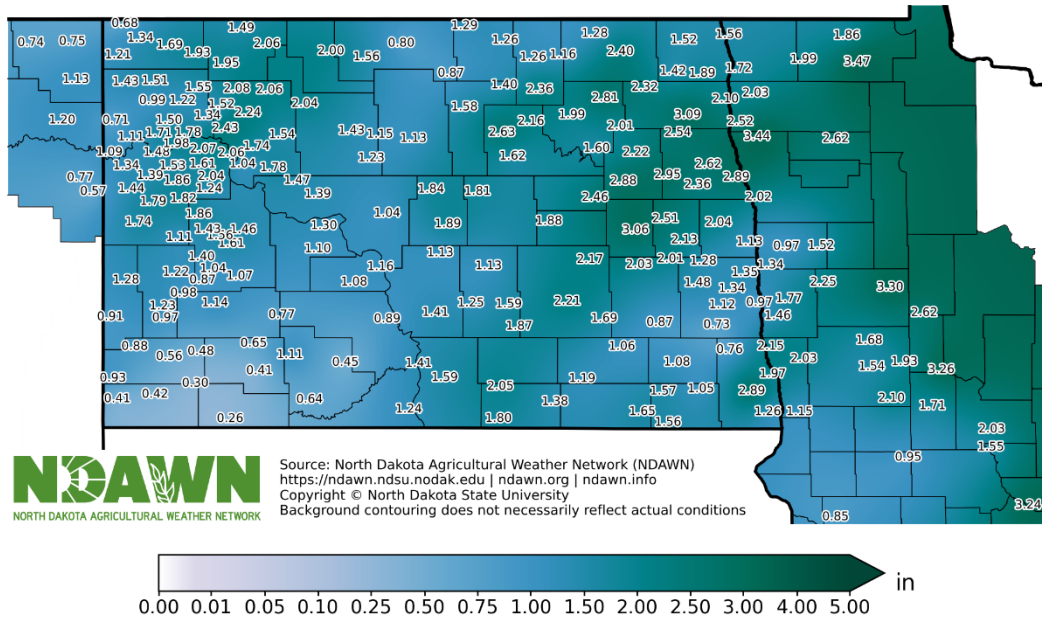 0.68 1.49 1.29
0.74 0.75 1.34 1.69 2.06 0.80 1.26 1.28 1.52 1.56 1.86
1.21 1.93 1.95 2.00 1.56 1.26 1.16 2.40 1.99 3.47
1.13 0.87 1.42 1.89 1.72
1.43 1.51 1.55 2.08 2.06 1.40 2.36 2.32
0.99 1.22 1.52 2.04 1.58 2.81 2.10 2.03
1.20 0.71 1.50 1.34 2.24 2.16 1.99 3.09 2.52
1.11 1.71 1.78 2.43 1.54 1.43 1.15 1.13 2.63 2.01 2.54 3.44 2.62
1.09 1.48 1.98 2.07 2.06 1.74 1.23 1.62 1.60 2.22
1.34 1.53 1.61 1.04 1.78 2.62
0.77 1.39 1.86 2.04 1.47 2.88 2.95 2.36 2.89
0.57 1.44 1.24 1.39 1.84 1.81
1.79 1.82 2.46 2.02
1.74 1.86 1.30 1.04 1.89 1.88 3.06 2.51 2.04
1.11 1.43 1.56 1.46 1.61 1.10 2.13 1.13 0.97 1.52
1.40 1.13 2.17 2.01 1.28
1.28 1.22 1.04 0.87 1.07 1.16 1.08 1.13 2.03 1.48 1.35 1.34 2.25
0.98 1.34 3.30
0.91 1.23 0.97 1.14 0.77 0.89 1.41 1.25 1.59 2.21 1.12 0.97 1.77
1.87 1.69 0.87 0.73 1.46 2.62
0.88 0.56 0.48 0.65 1.11 0.45 1.41 1.06 0.76 2.15 1.68
0.93 0.30 0.41 1.59 2.05 1.19 1.08 1.97 2.03 1.54 1.93 3.26
0.41 0.42 0.64 1.38 1.57 1.05 2.89 2.10
0.26 1.24 1.80 1.65 1.56 1.26 1.15 1.71
2.03
0.95 1.55
0.85 3.24
NDAWN
NORTH DAKOTA AGRICULTURAL WEATHER NETWORK
Source: North Dakota Agricultural Weather Network (NDAWN)
https://ndawn.ndsu.nodak.edu | ndawn.org | ndawn.info
Copyright © North Dakota State University
Background contouring does not necessarily reflect actual conditions
in
0.00 0.01 0.05 0.10 0.25 0.50 0.75 1.00 1.50 2.00 2.50 3.00 4.00 5.00